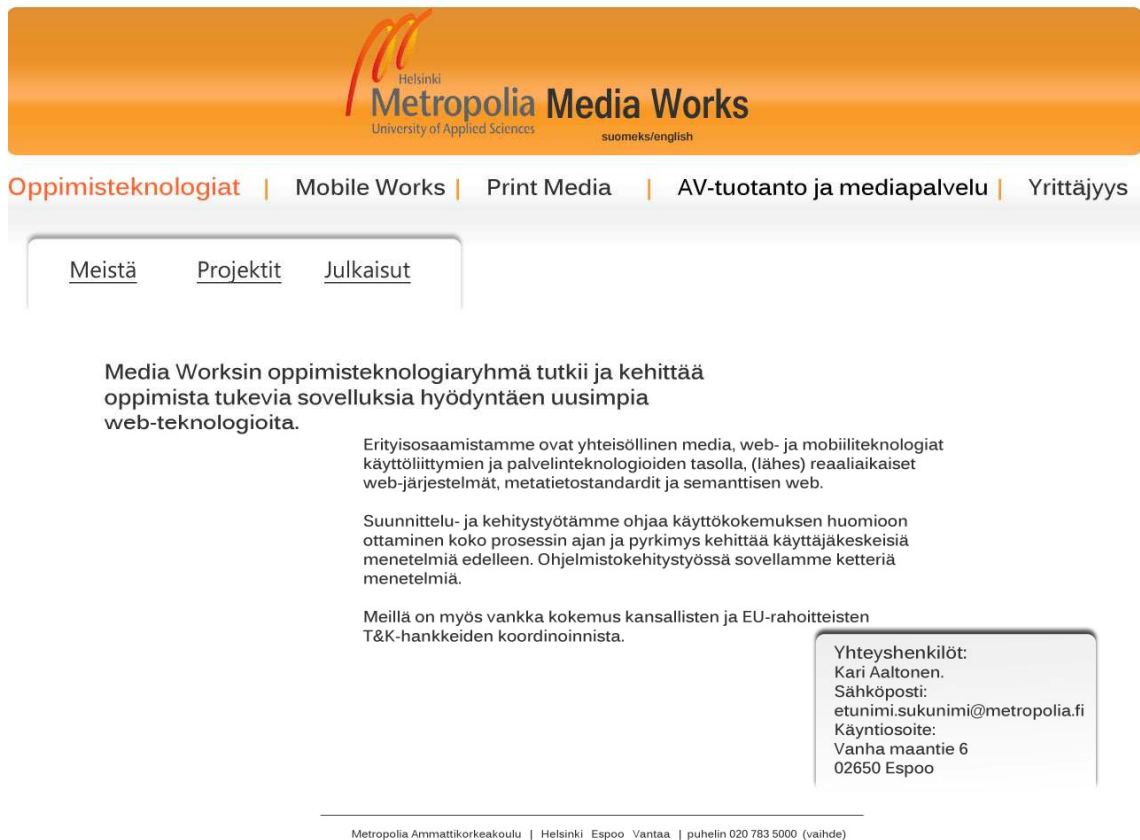 Helsinki
Metropolia Media Works
University of Applied Sciences
suomeks/english
Oppimisteknologiat | Mobile Works | Print Media | AV-tuotanto ja mediapalvelu | Yrittäjyys
Meistä Projektit Julkaisut
Media Worksin oppimisteknologiaryhmä tutkii ja kehittää
oppimista tukevia sovelluksia hyödyntäen uusimpia
web-teknologioita.
Erityisosaamistamme ovat yhteisöllinen media, web- ja mobiiliteknologiat
käyttöliittymien ja palvelinteknologioiden tasolla, (lähes) reaaliaikaiset
web-järjestelmät, metatietostandardit ja semanttisen web.
Suunnittelu- ja kehitystyötämme ohjaa käyttökokemuksen huomioon
ottaminen koko prosessin ajan ja pyrkimys kehittää käyttäjäkeskeisiä
menetelmiä edelleen. Ohjelmistokehitystyössä sovellamme ketteriä
menetelmiä.
Meillä on myös vankka kokemus kansallisten ja EU-rahoitteisten
T&K-hankkeiden koordinoinnista.
Yhteyshenkilöt:
Kari Aaltonen.
Sähköposti:
etunimi.sukunimi@metropolia.fi
Käyntiosoite:
Vanha maantie 6
02650 Espoo
Metropolia Ammattikorkeakoulu | Helsinki Espoo Vantaa | puhelin 020 783 5000 (vaihde)